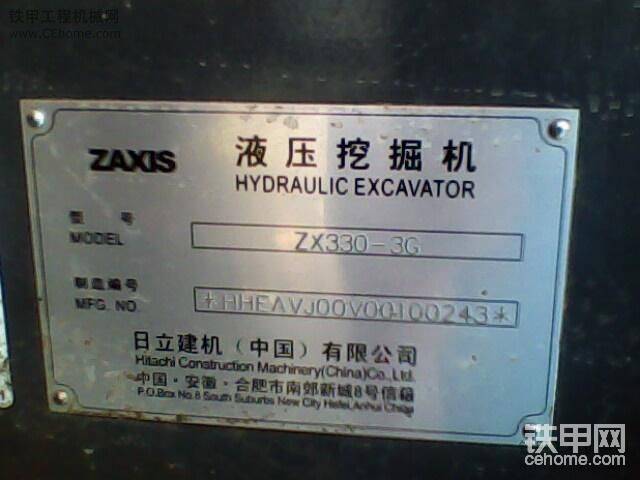 铁甲工程机械网
www.CEhome.com
ZAXIS 液压挖掘机
HYDRAULIC EXCAVATOR
型 号
MODEL ZX330-3G
制造编号
MFG. NO. *HHEAVJ00V00100243*
日立建机（中国）有限公司
Hitachi Construction Machinery(China)Co.,Ltd.
中国·安徽·合肥市南郊新城8号信箱
P.O.Box No.8 South Suburbs New City Hefei,Anhui China
铁甲网
cehome.com